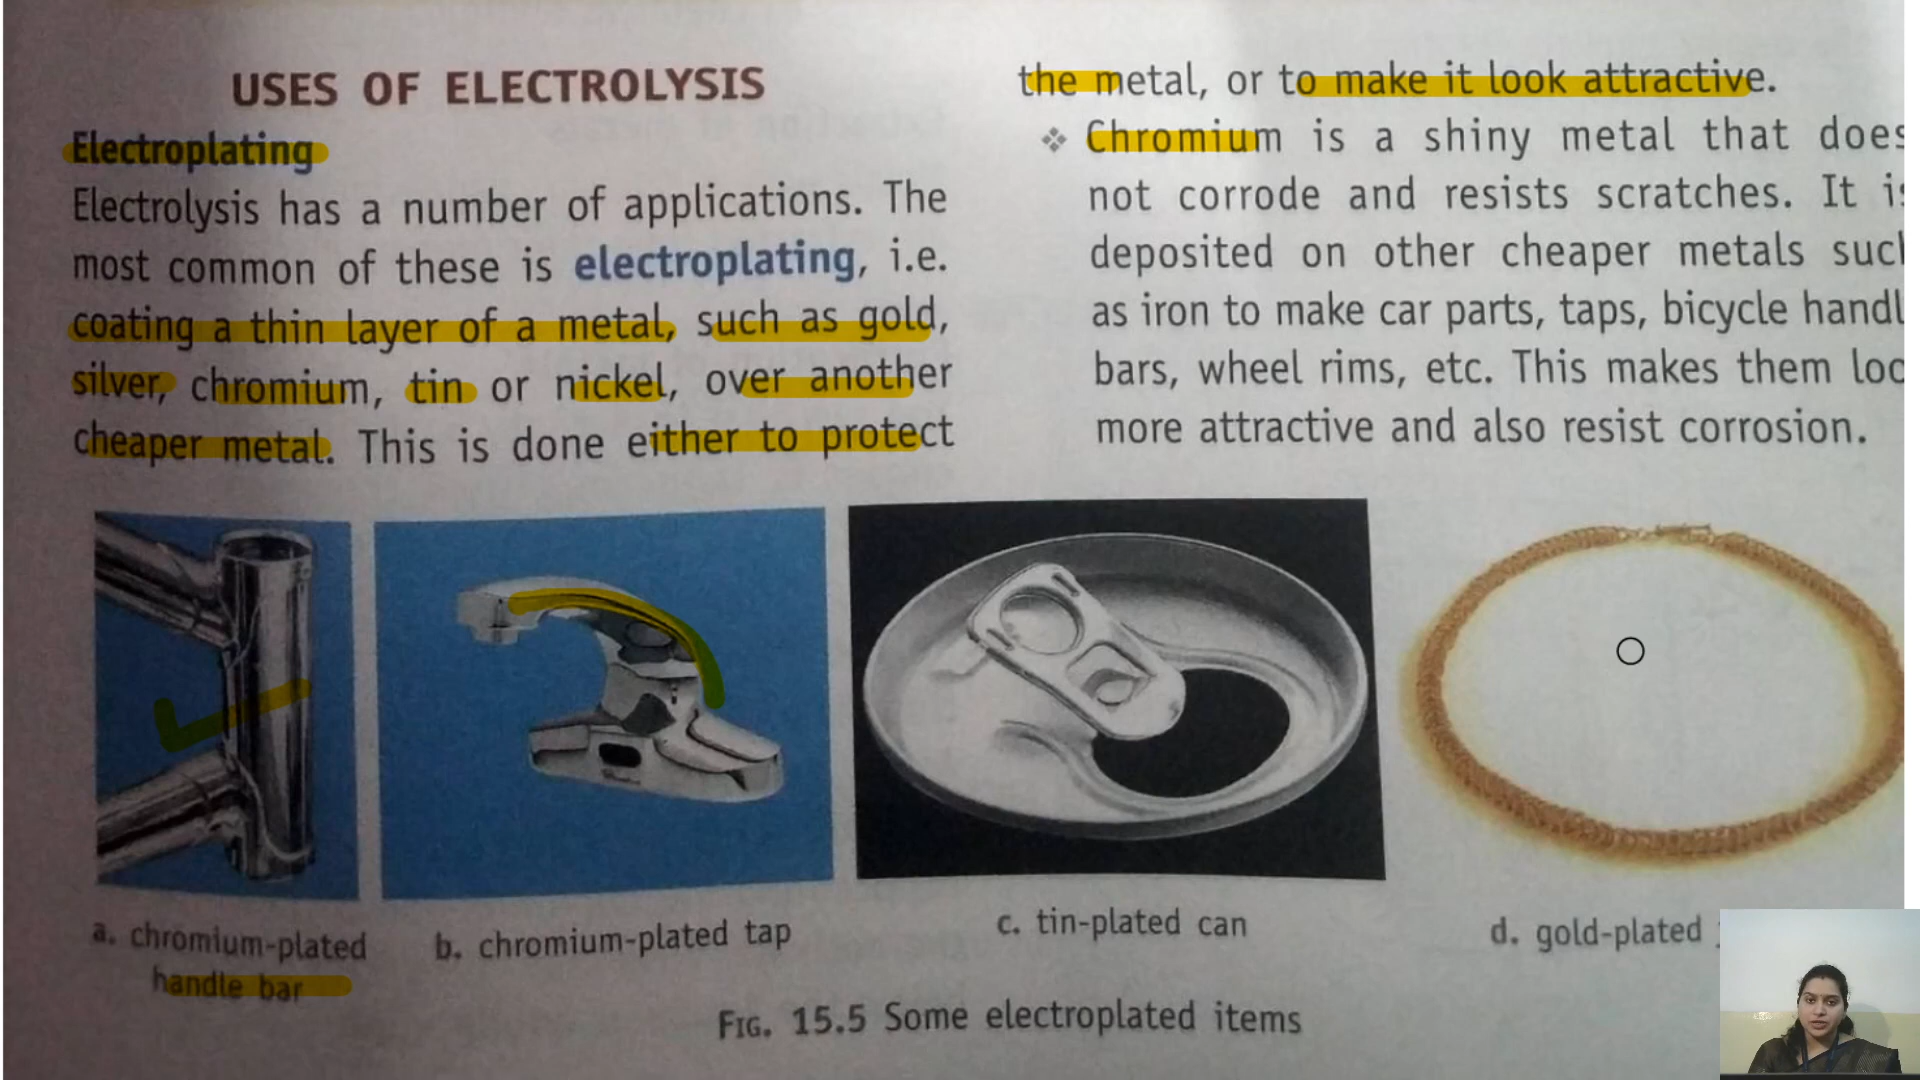 USES OF ELECTROLYSIS
Electroplating
Electrolysis has a number of applications. The
most common of these is electroplating, i.e.
coating a thin layer of a metal, such as gold,
silver, chromium, tin or nickel, over another
cheaper metal. This is done either to protect
the metal, or to make it look attractive.
❖ Chromium is a shiny metal that does
not corrode and resists scratches. It is
deposited on other cheaper metals such
as iron to make car parts, taps, bicycle handl
bars, wheel rims, etc. This makes them loo
more attractive and also resist corrosion.
a. chromium-plated
handle bar
b. chromium-plated tap
c. tin-plated can
d. gold-plated
FIG. 15.5 Some electroplated items